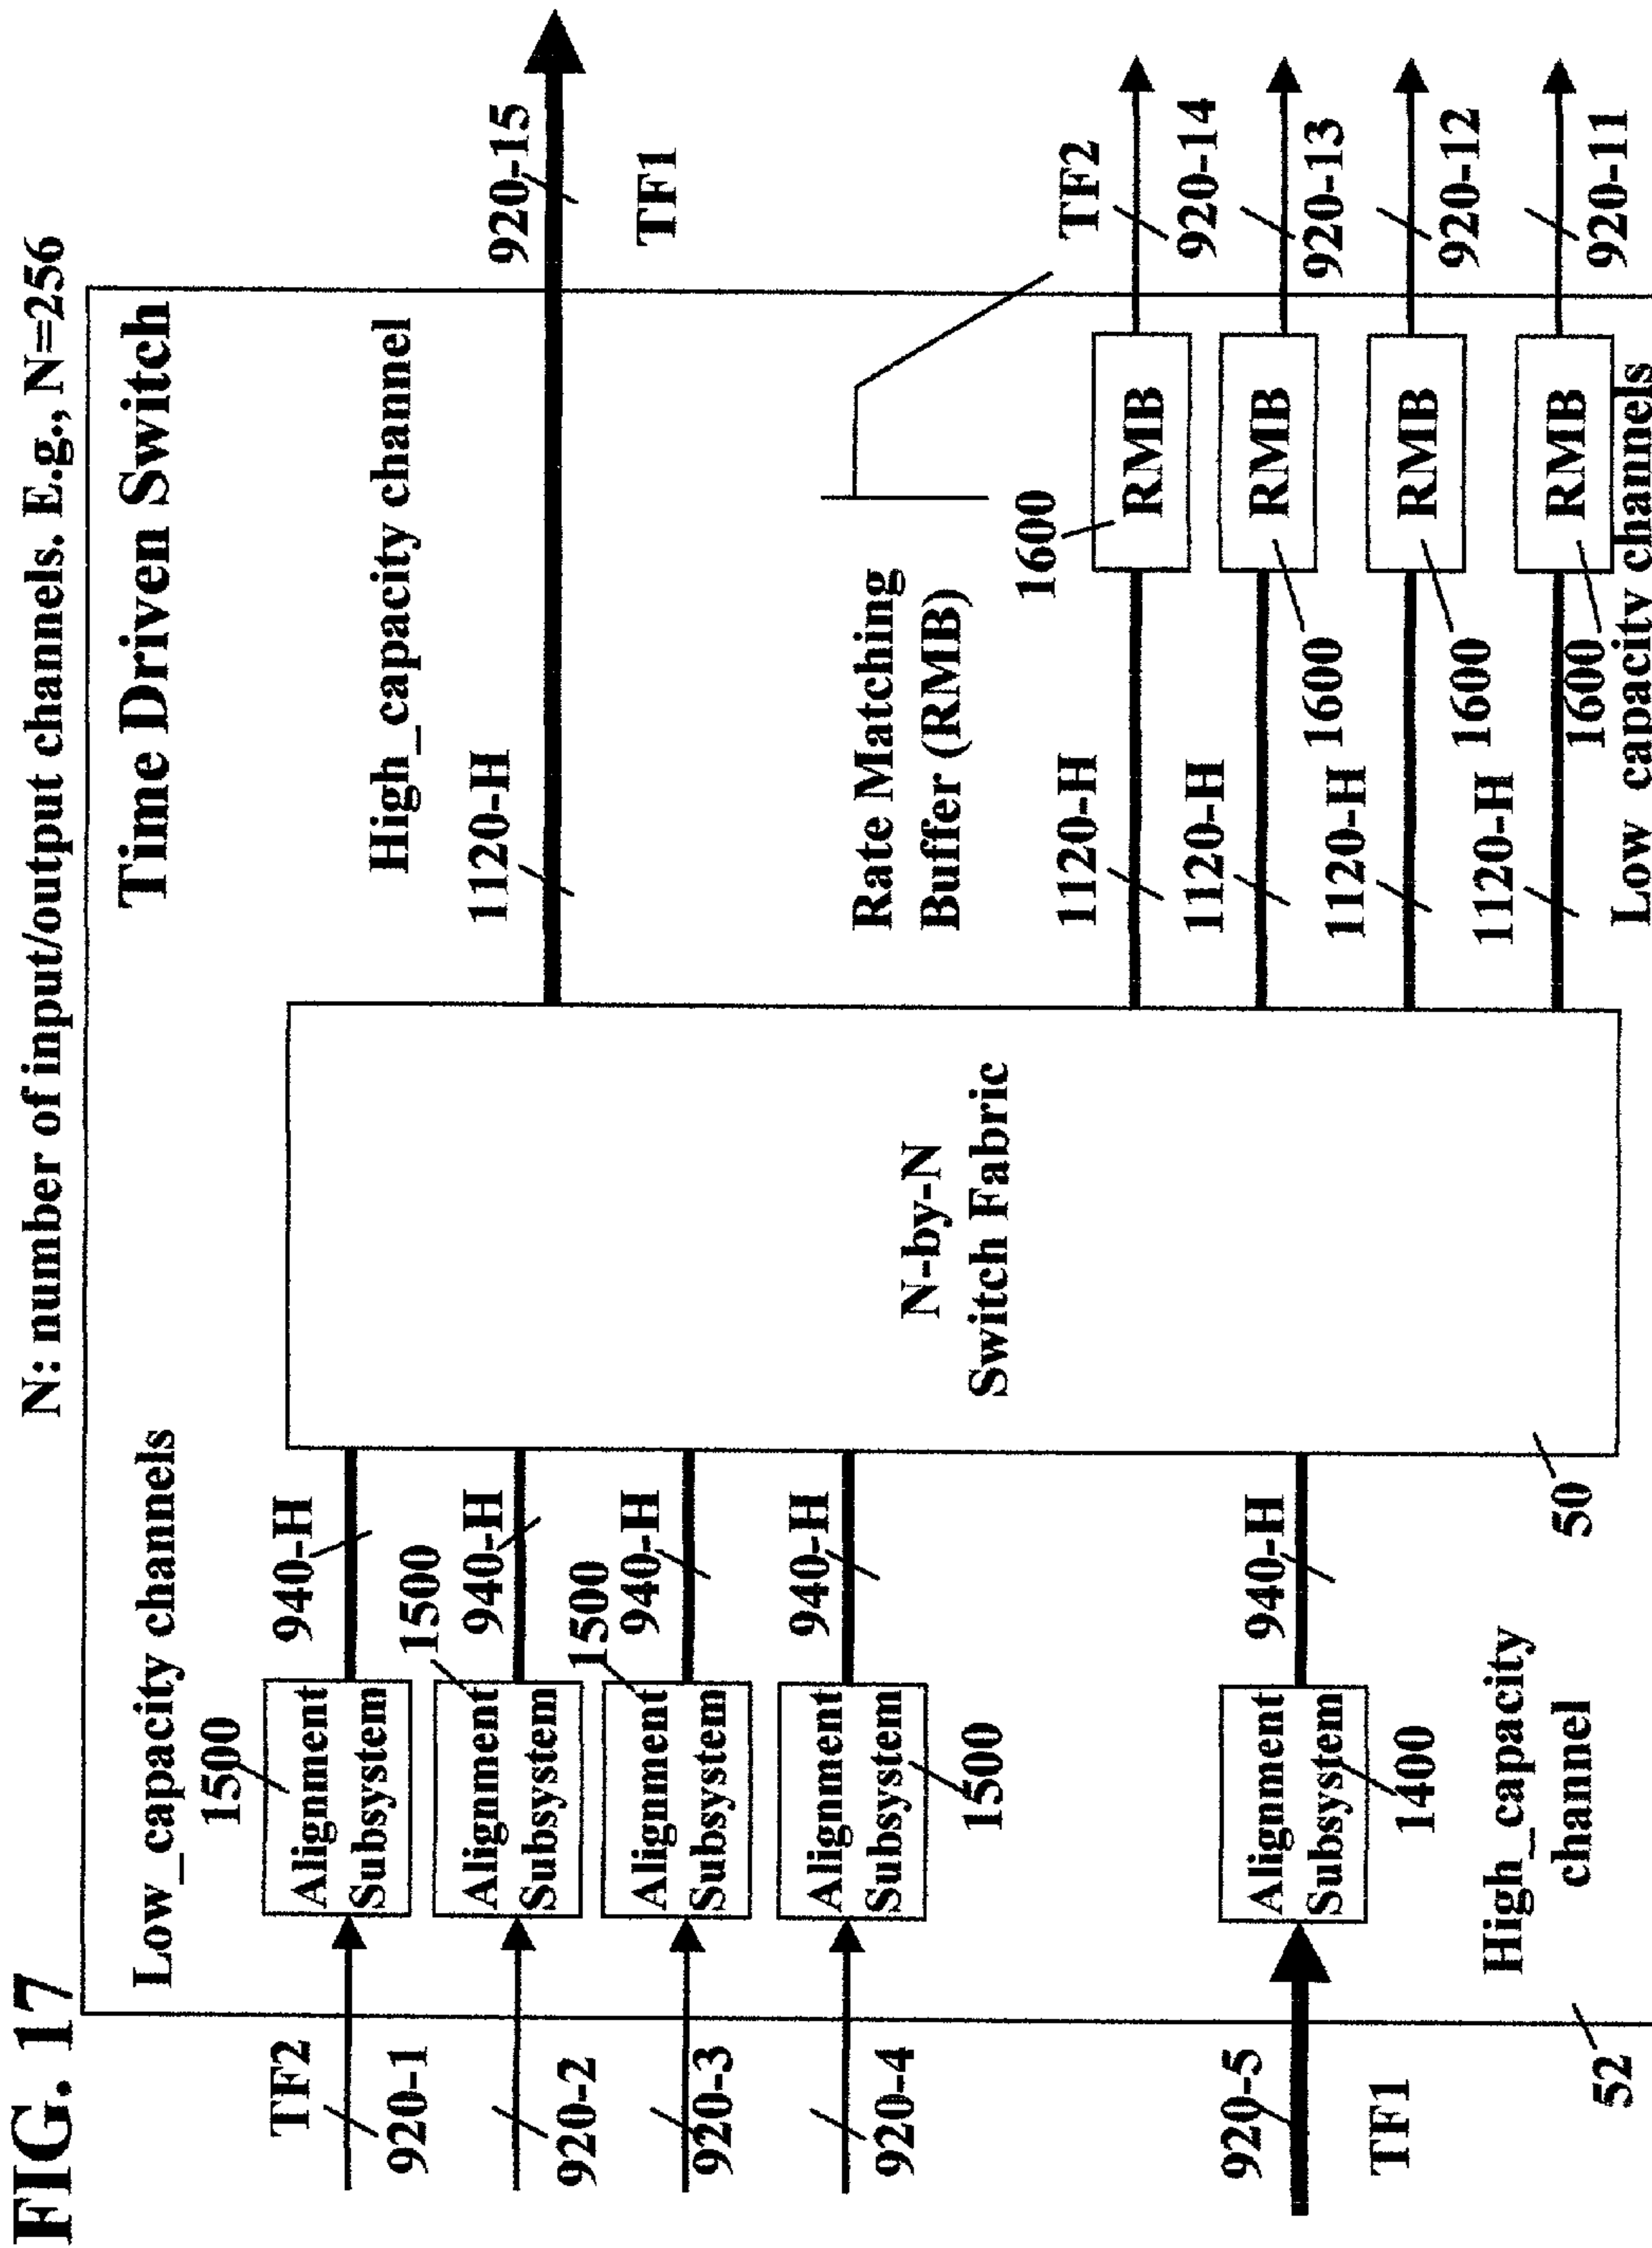 FIG. 17
N: number of input/output channels. E.g., N=256
Time Driven Switch
Low_capacity channels
High_capacity channel
TF2
920-1
920-2
920-3
920-4
920-5
TF1
1500
Alignment
Subsystem
1500
Alignment
Subsystem
1500
Alignment
Subsystem
Alignment
Subsystem
1500
Alignment
Subsystem
1400
High_capacity
channel
52
940-H
940-H
940-H
940-H
940-H
N-by-N
Switch Fabric
50
1120-H
920-15
TF1
Rate Matching
Buffer (RMB)
1120-H
1600
RMB
TF2
920-14
1120-H
1600
RMB
920-13
1120-H
1600
RMB
920-12
1120-H
1600
RMB
920-11
Low capacity channels